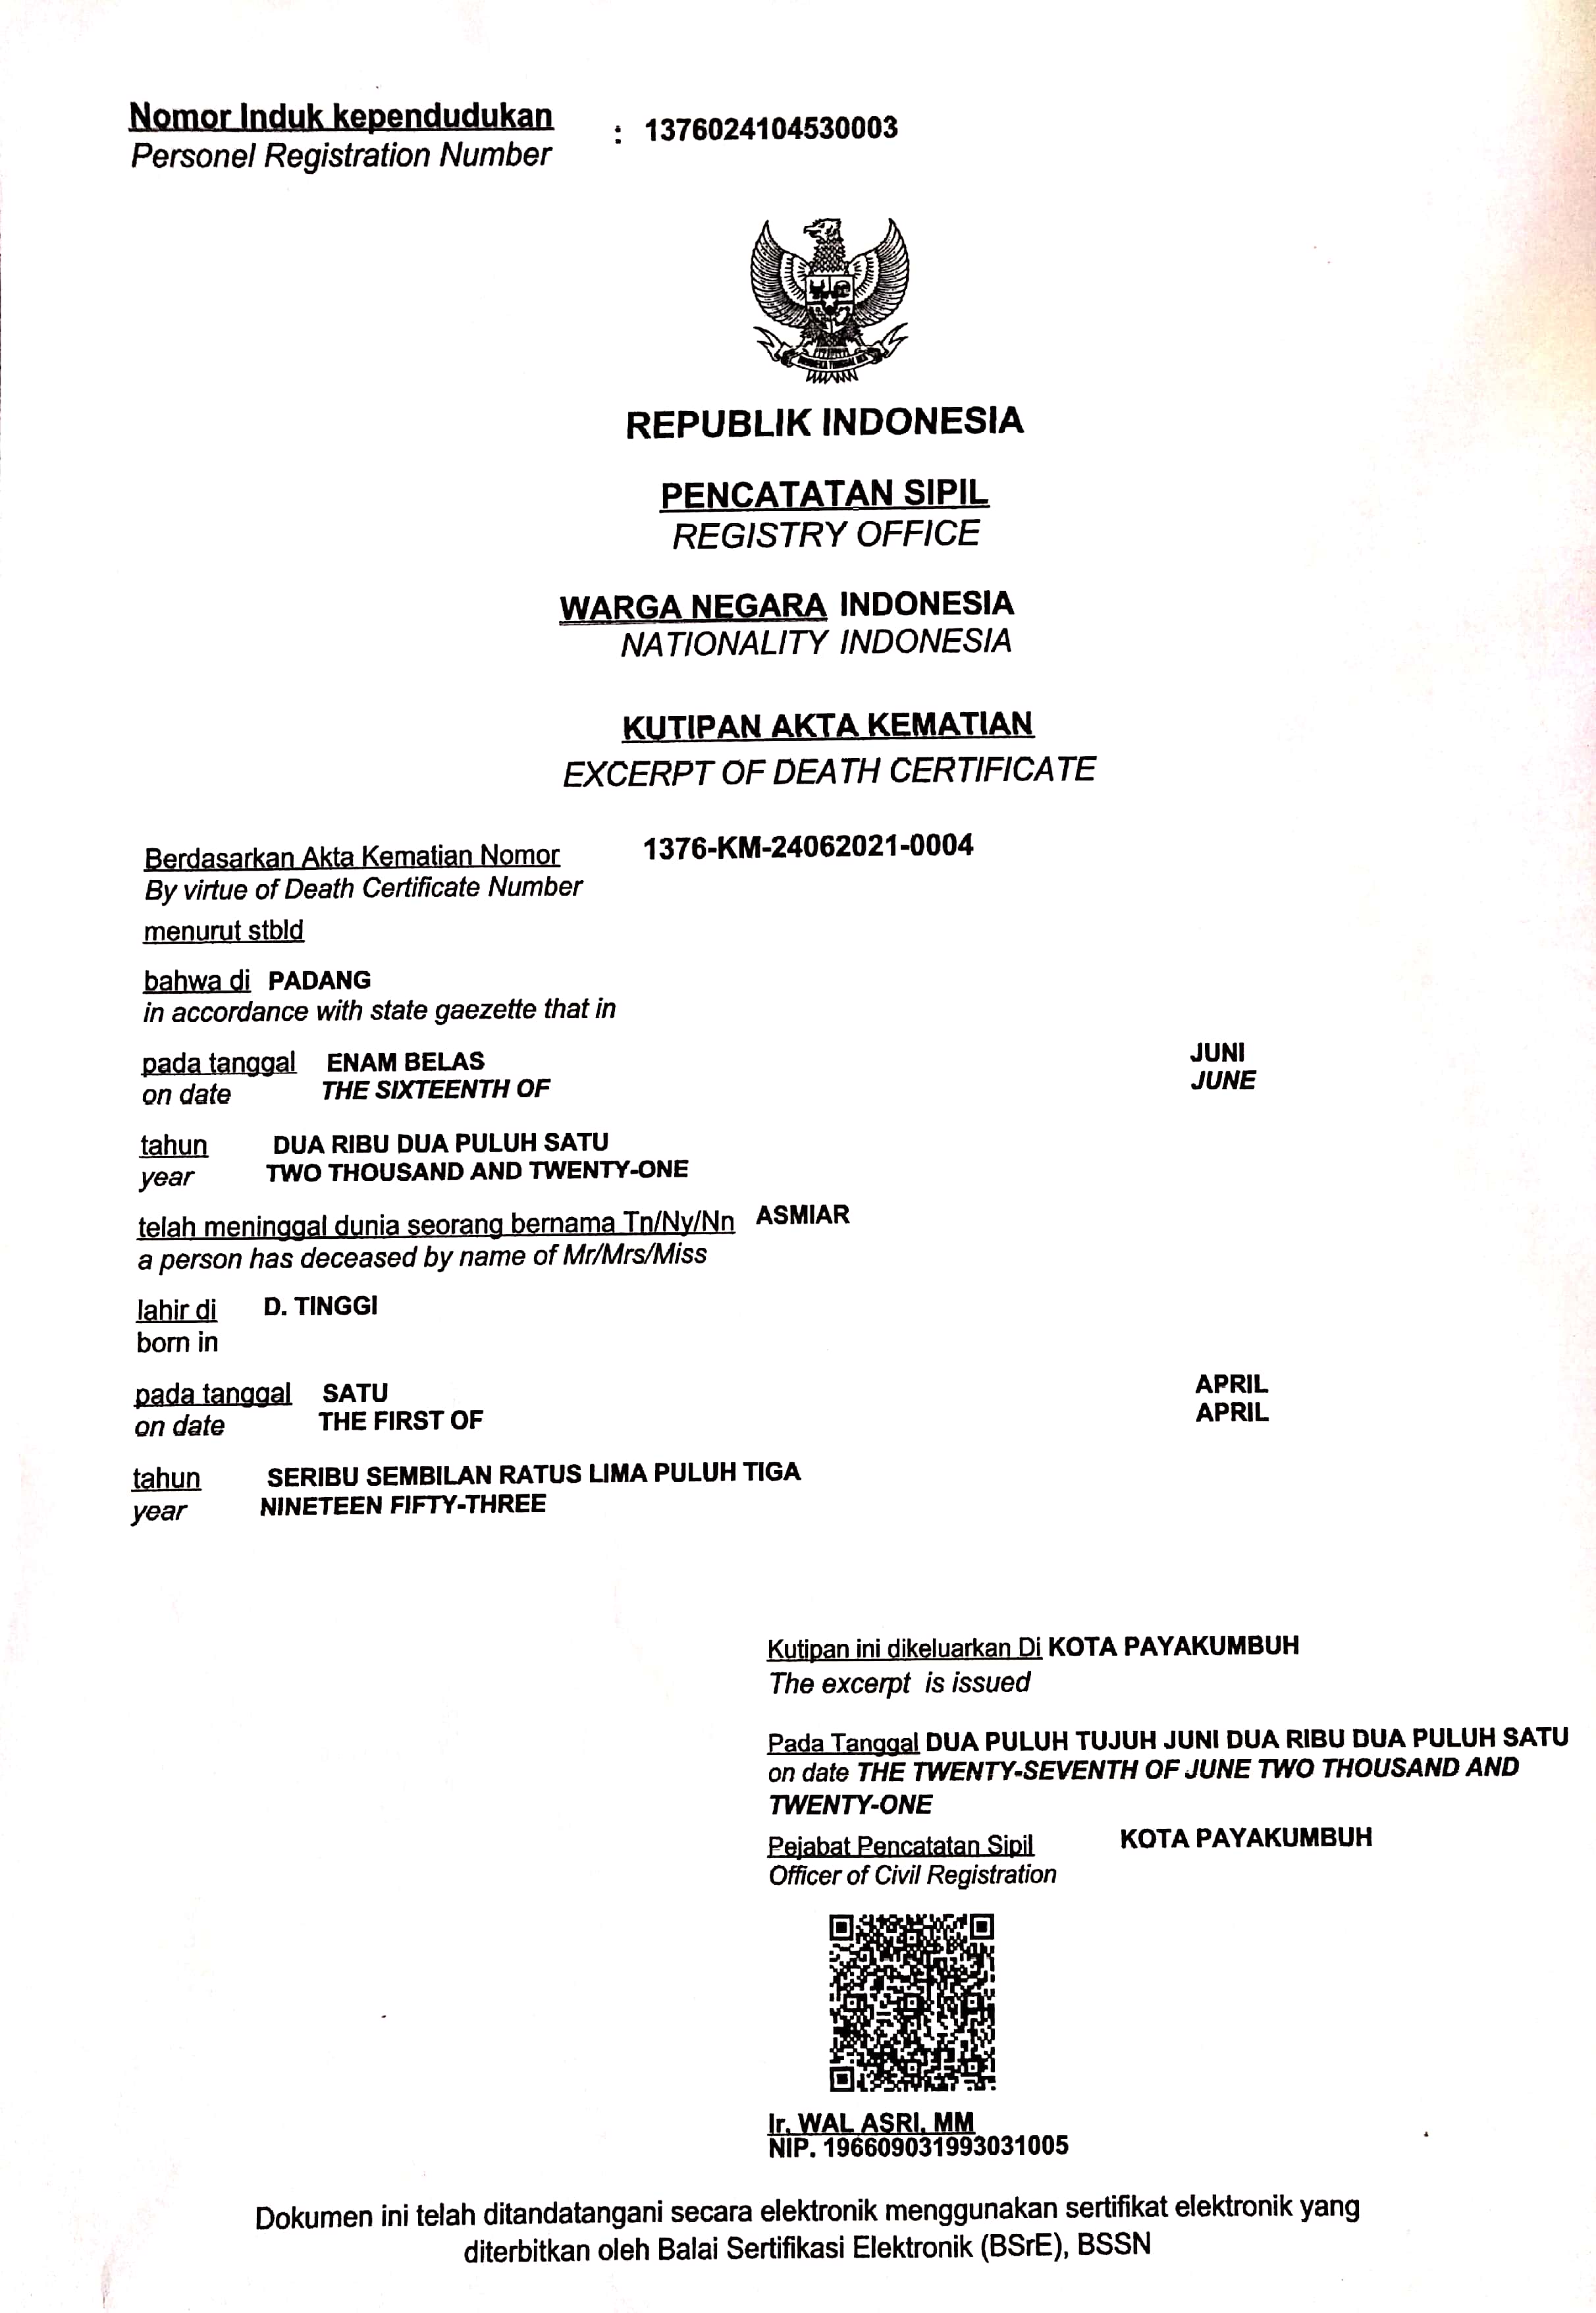 Nomor Induk kependudukan : 1376024104530003
Personel Registration Number
REPUBLIK INDONESIA
PENCATATAN SIPIL
REGISTRY OFFICE
WARGA NEGARA INDONESIA
NATIONALITY INDONESIA
KUTIPAN AKTA KEMATIAN
EXCERPT OF DEATH CERTIFICATE
Berdasarkan Akta Kematian Nomor 1376-KM-24062021-0004
By virtue of Death Certificate Number
menurut stbld
bahwa di PADANG
in accordance with state gaezette that in
pada tanggal ENAM BELAS JUNI
on date THE SIXTEENTH OF JUNE
tahun DUA RIBU DUA PULUH SATU
year TWO THOUSAND AND TWENTY-ONE
telah meninggal dunia seorang bernama Tn/Ny/Nn ASMIAR
a person has deceased by name of Mr/Mrs/Miss
lahir di D. TINGGI
born in
pada tanggal SATU APRIL
on date THE FIRST OF APRIL
tahun SERIBU SEMBILAN RATUS LIMA PULUH TIGA
year NINETEEN FIFTY-THREE
Kutipan ini dikeluarkan Di KOTA PAYAKUMBUH
The excerpt is issued
Pada Tanggal DUA PULUH TUJUH JUNI DUA RIBU DUA PULUH SATU
on date THE TWENTY-SEVENTH OF JUNE TWO THOUSAND AND
TWENTY-ONE
Pejabat Pencatatan Sipil KOTA PAYAKUMBUH
Officer of Civil Registration
Ir. WAL ASRI, MM
NIP. 196609031993031005
Dokumen ini telah ditandatangani secara elektronik menggunakan sertifikat elektronik yang
diterbitkan oleh Balai Sertifikasi Elektronik (BSrE), BSSN